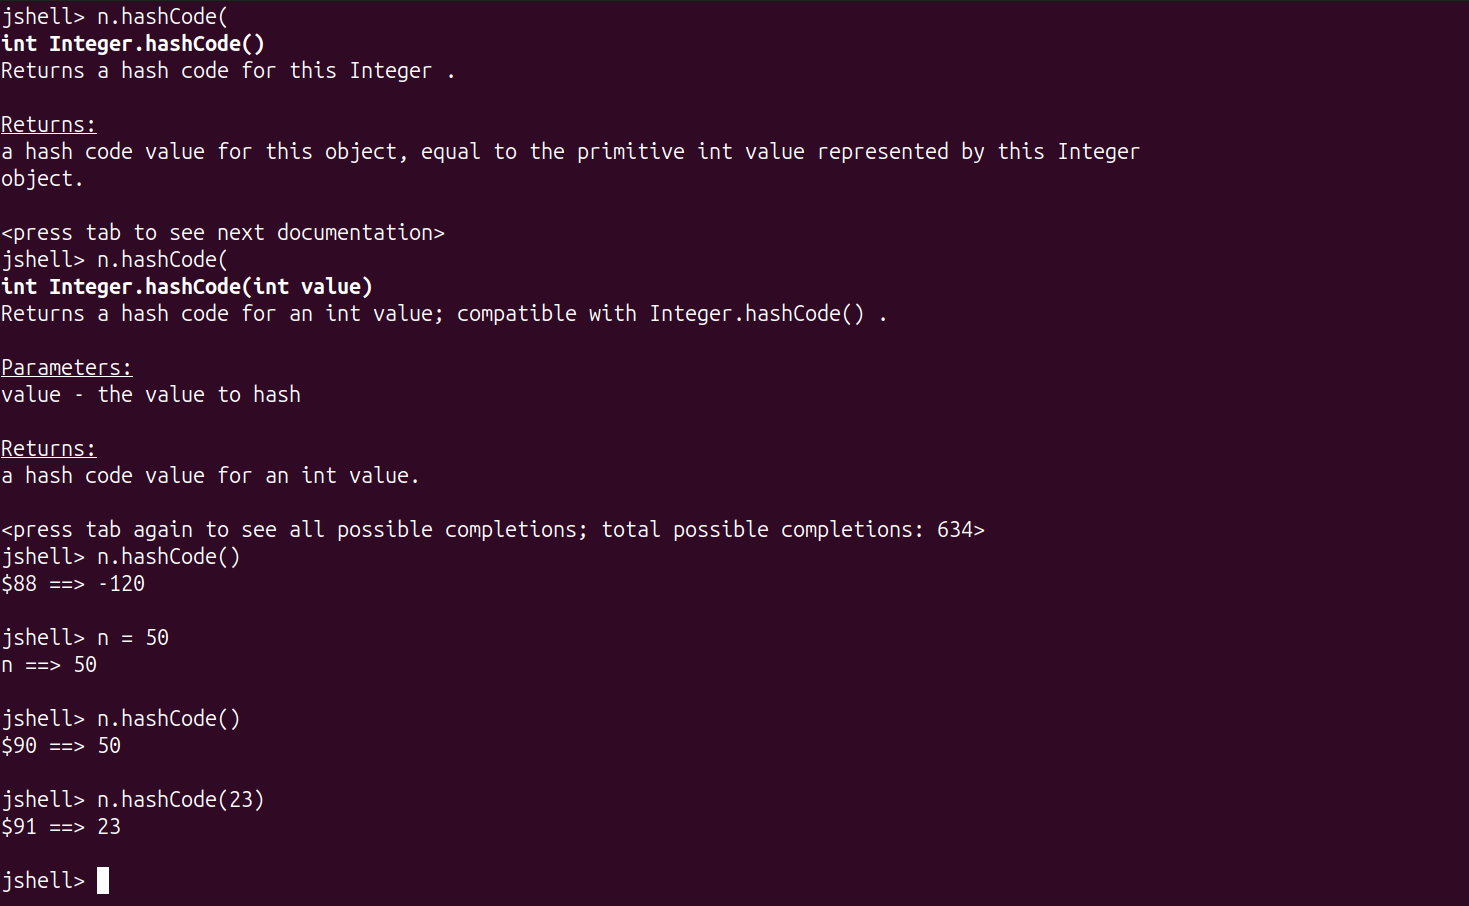 jshell> n.hashCode(
int Integer.hashCode()
Returns a hash code for this Integer .
Returns:
a hash code value for this object, equal to the primitive int value represented by this Integer
object.
<press tab to see next documentation>
jshell> n.hashCode(
int Integer.hashCode(int value)
Returns a hash code for an int value; compatible with Integer.hashCode() .
Parameters:
value - the value to hash
Returns:
a hash code value for an int value.
<press tab again to see all possible completions; total possible completions: 634>
jshell> n.hashCode()
$88 ==> -120
jshell> n = 50
n ==> 50
jshell> n.hashCode()
$90 ==> 50
jshell> n.hashCode(23)
$91 ==> 23
jshell>